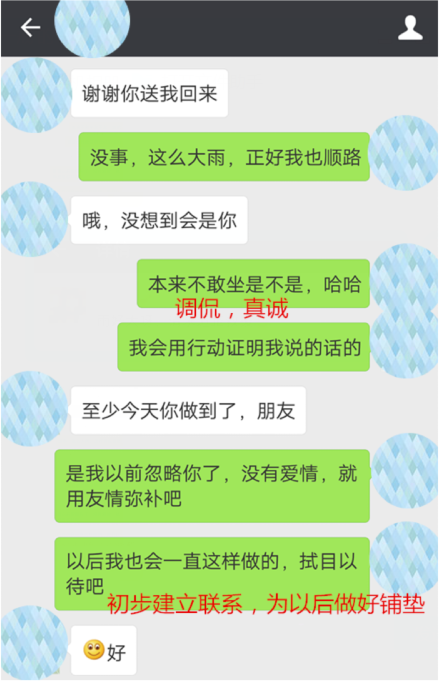 谢谢你送我回来
没事，这么大雨，正好我也顺路
哦，没想到会是你
本来不敢坐是不是，哈哈
调侃，真诚
我会用行动证明我说的话的
至少今天你做到了，朋友
是我以前忽略你了，没有爱情，就
用友情弥补吧
以后我也会一直这样做的，拭目以
待吧
初步建立联系，为以后做好铺垫
好